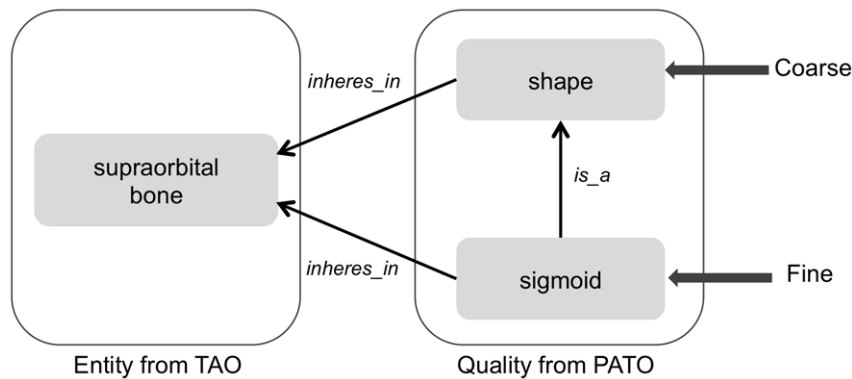 shape
Coarse
inheres_in
supraorbital
bone
is_a
inheres_in
sigmoid
Fine
Entity from TAO
Quality from PATO